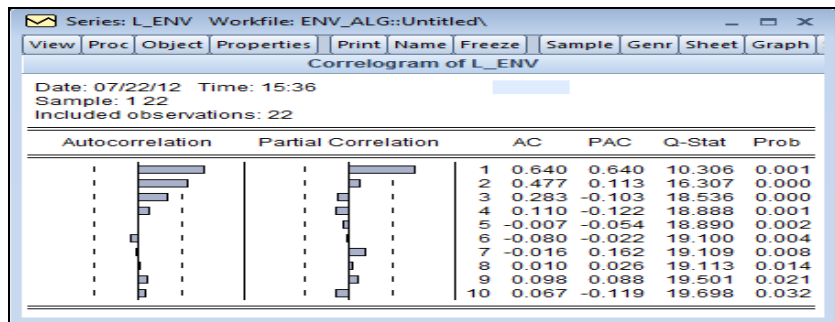 Series: L_ENV Workfile: ENV_ALG::Untitled\
View Proc Object Properties Print Name Freeze Sample Genr Sheet Graph
Correlogram of L_ENV
Date: 07/22/12 Time: 15:36
Sample: 1 22
Included observations: 22
Autocorrelation Partial Correlation AC PAC Q-Stat Prob
1 0.640 0.640 10.306 0.001
2 0.477 0.113 16.307 0.000
3 0.283 -0.103 18.536 0.000
4 0.110 -0.122 18.888 0.001
5 -0.007 -0.054 18.890 0.002
6 -0.080 -0.022 19.100 0.004
7 -0.016 0.162 19.109 0.008
8 0.010 0.026 19.113 0.014
9 0.098 0.088 19.501 0.021
10 0.067 -0.119 19.698 0.032